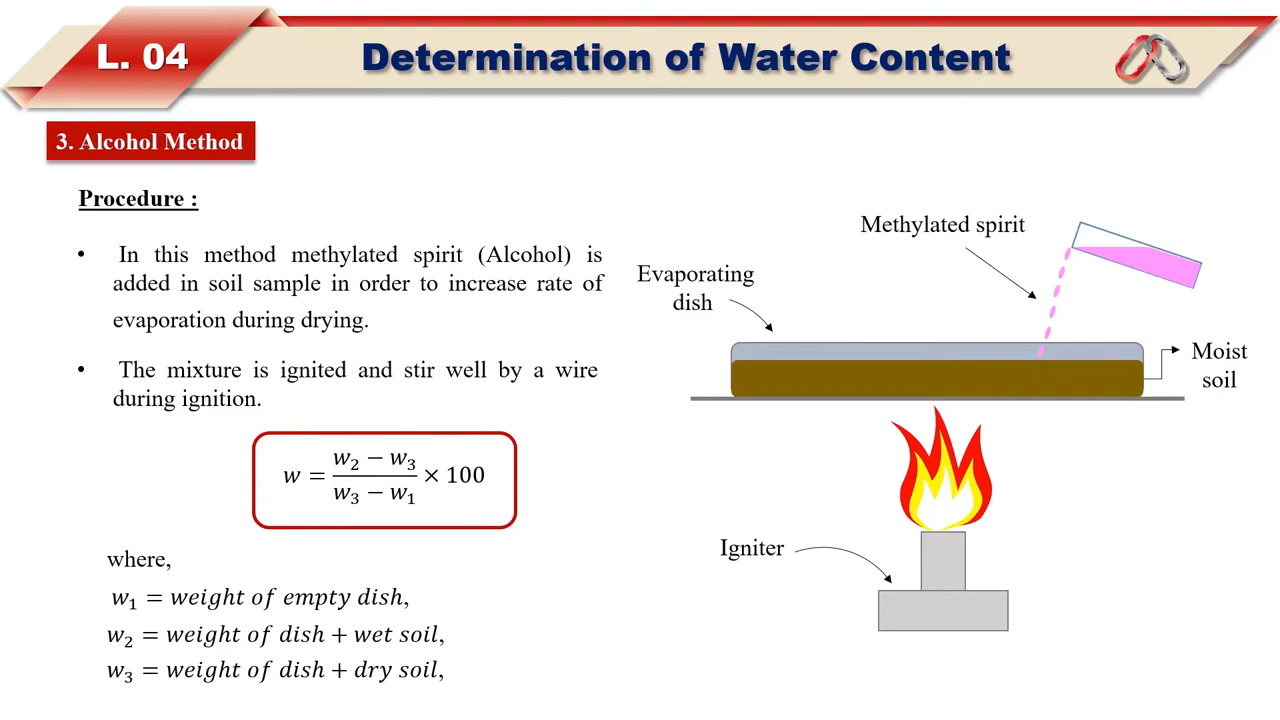 L. 04
Determination of Water Content
3. Alcohol Method
Procedure :
• In this method methylated spirit (Alcohol) is
added in soil sample in order to increase rate of
evaporation during drying.
• The mixture is ignited and stir well by a wire
during ignition.
w = (w₂ − w₃)/(w₃ − w₁) × 100
where,
w₁ = weight of empty dish,
w₂ = weight of dish + wet soil,
w₃ = weight of dish + dry soil,
Methylated spirit
Evaporating
dish
Moist
soil
Igniter